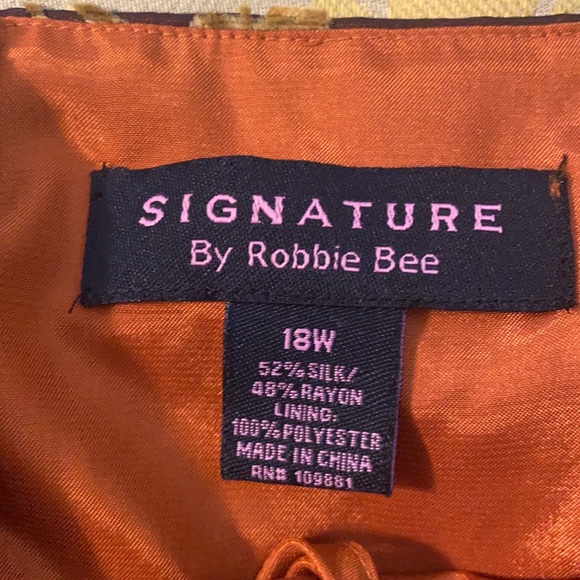 SIGNATURE
By Robbie Bee
18W
52% SILK/
48% RAYON
LINING:
100% POLYESTER
MADE IN CHINA
RN# 109881